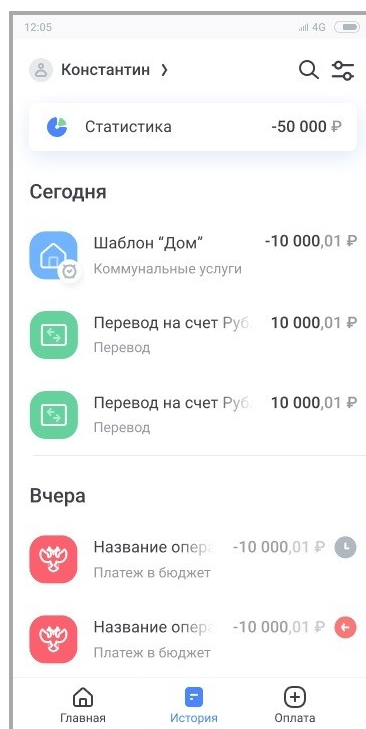 12:05 4G
Константин
Статистика -50 000 ₽
Сегодня
Шаблон “Дом” -10 000,01 ₽
Коммунальные услуги
Перевод на счет Руб 10 000,01 ₽
Перевод
Перевод на счет Руб 10 000,01 ₽
Перевод
Вчера
Название опер -10 000,01 ₽
Платеж в бюджет
Название опер -10 000,01 ₽
Платеж в бюджет
Главная История Оплата